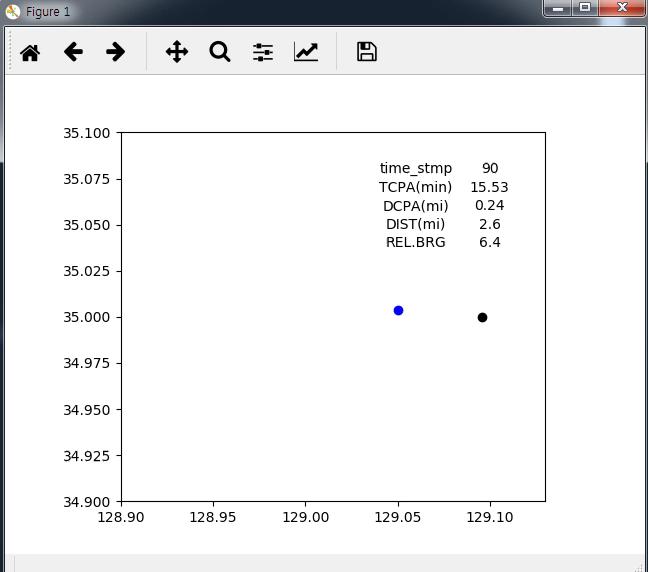 Figure 1
35.100
35.075
35.050
35.025
35.000
34.975
34.950
34.925
34.900
time_stmp 90
TCPA(min) 15.53
DCPA(mi) 0.24
DIST(mi) 2.6
REL.BRG 6.4
128.90 128.95 129.00 129.05 129.10